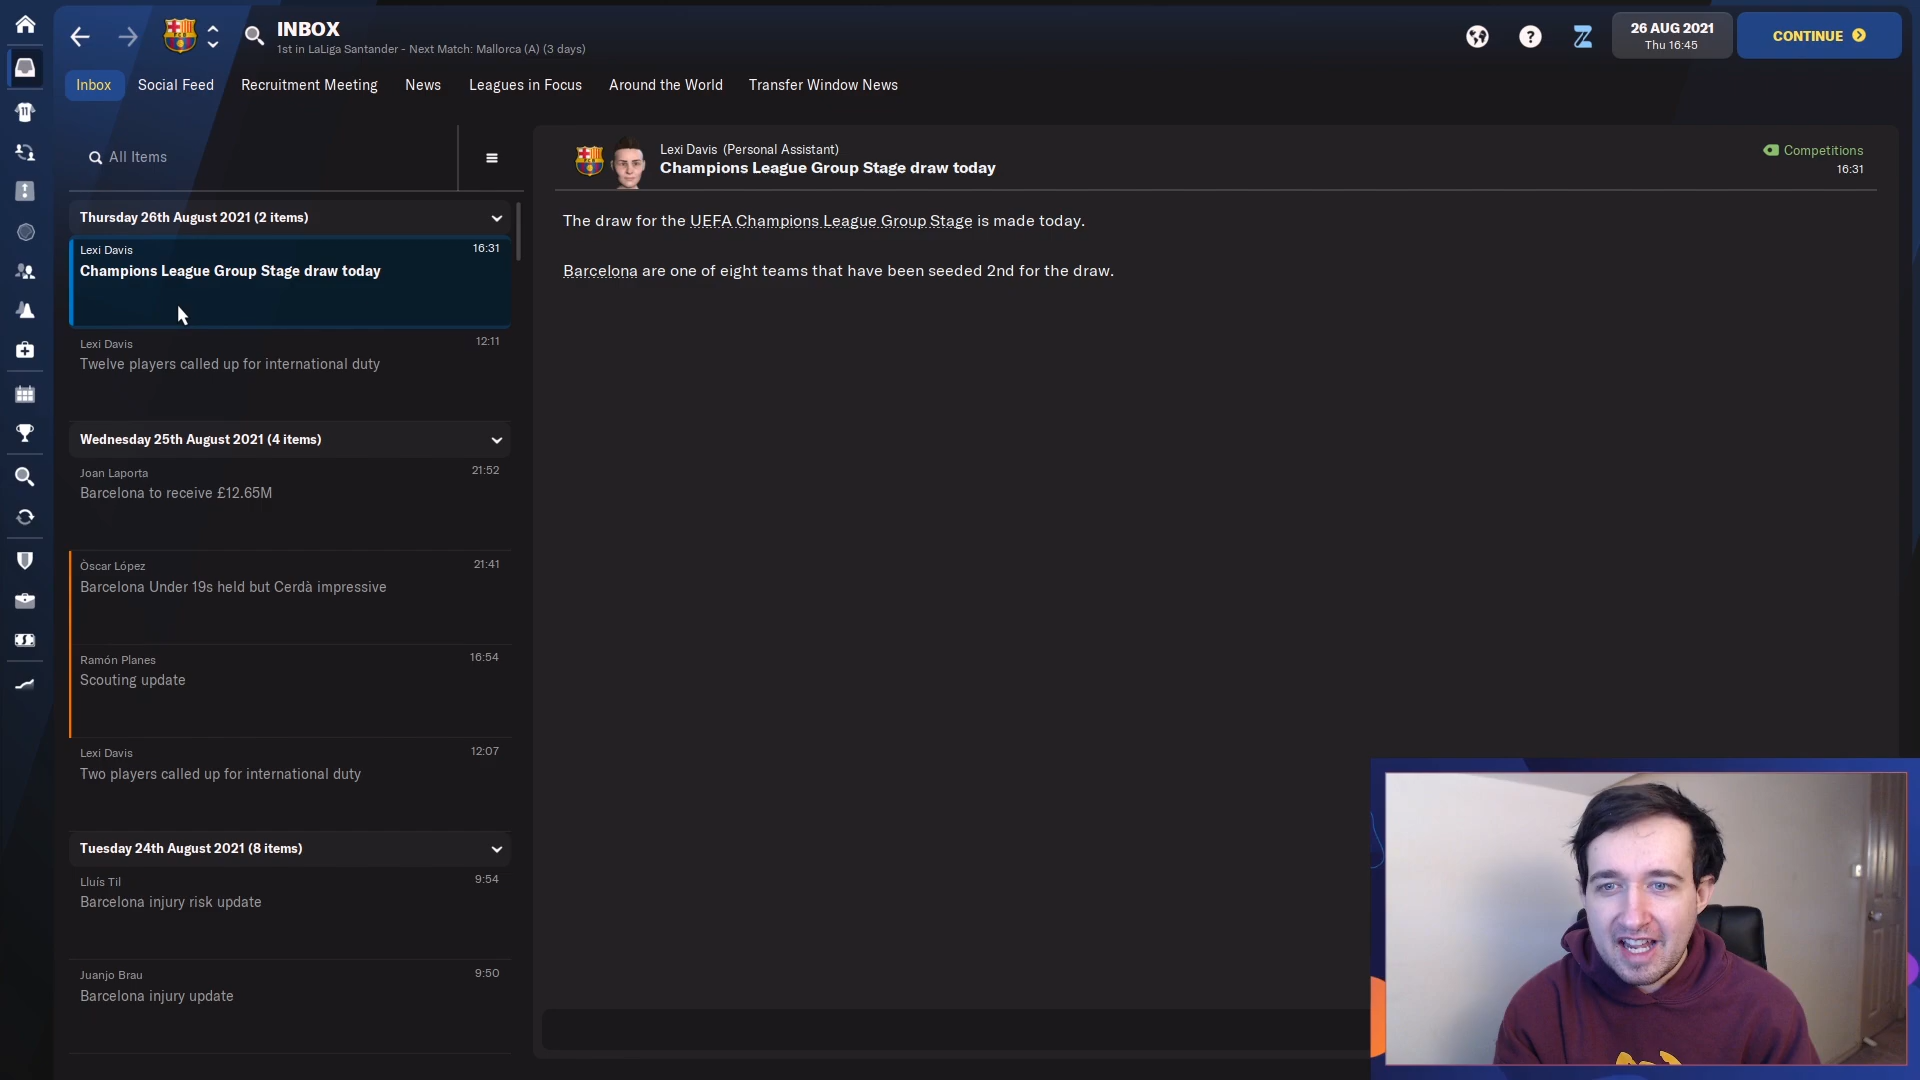 INBOX
1st in LaLiga Santander - Next Match: Mallorca (A) (3 days)
26 AUG 2021
Thu 16:45
CONTINUE
Inbox
Social Feed
Recruitment Meeting
News
Leagues in Focus
Around the World
Transfer Window News
All Items
Thursday 26th August 2021 (2 items)
Lexi Davis
16:31
Champions League Group Stage draw today
Lexi Davis
12:11
Twelve players called up for international duty
Wednesday 25th August 2021 (4 items)
Joan Laporta
21:52
Barcelona to receive £12.65M
Òscar López
21:41
Barcelona Under 19s held but Cerdà impressive
Ramón Planes
16:54
Scouting update
Lexi Davis
12:07
Two players called up for international duty
Tuesday 24th August 2021 (8 items)
Lluís Til
9:54
Barcelona injury risk update
Juanjo Brau
9:50
Barcelona injury update
Lexi Davis (Personal Assistant)
Champions League Group Stage draw today
Competitions
16:31
The draw for the UEFA Champions League Group Stage is made today.
Barcelona are one of eight teams that have been seeded 2nd for the draw.